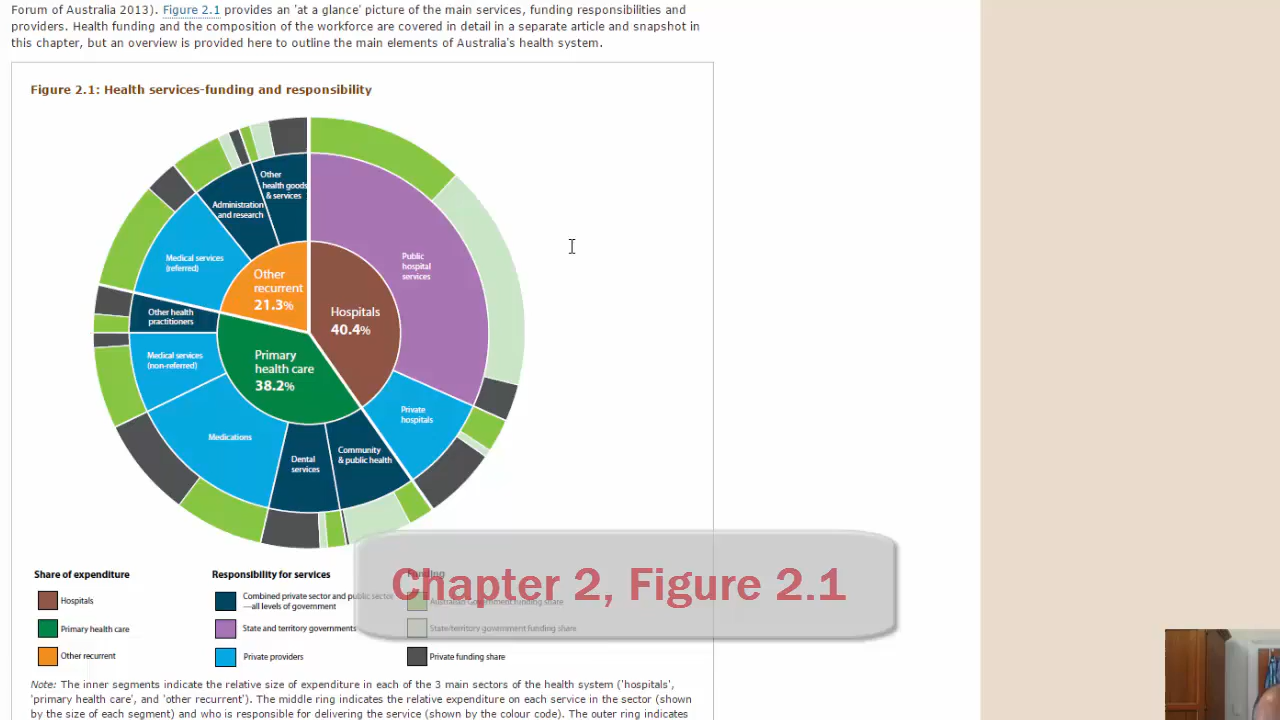 Forum of Australia 2013). Figure 2.1 provides an 'at a glance' picture of the main services, funding responsibilities and
providers. Health funding and the composition of the workforce are covered in detail in a separate article and snapshot in
this chapter, but an overview is provided here to outline the main elements of Australia's health system.
Figure 2.1: Health services-funding and responsibility
Other
health goods
& services
Administration
and research
Public
hospital
services
Medical services
(referred)
Other
recurrent
21.3%
Hospitals
40.4%
Other health
practitioners
Medical services
(non-referred)
Primary
health care
38.2%
Private
hospitals
Medications
Dental
services
Community
& public health
Share of expenditure
Hospitals
Primary health care
Other recurrent
Responsibility for services
Combined private sector and public sector
—all levels of government
State and territory governments
Private providers
Funding
Australian Government funding share
State/territory government funding share
Private funding share
Chapter 2, Figure 2.1
Note: The inner segments indicate the relative size of expenditure in each of the 3 main sectors of the health system ('hospitals',
'primary health care', and 'other recurrent'). The middle ring indicates the relative expenditure on each service in the sector (shown
by the size of each segment) and who is responsible for delivering the service (shown by the colour code). The outer ring indicates